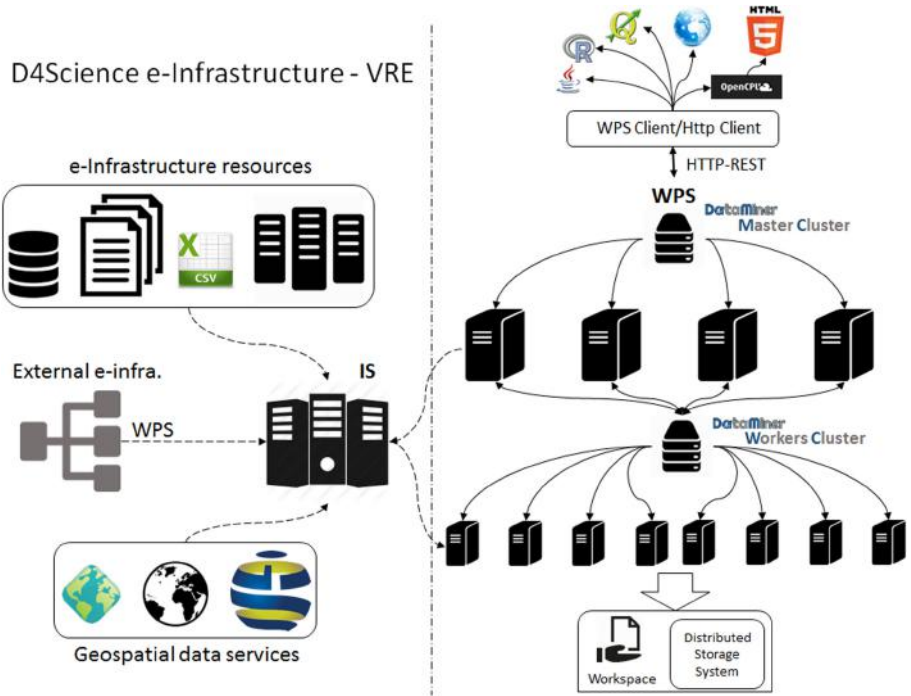 D4Science e-Infrastructure - VRE
e-Infrastructure resources
X
CSV
External e-infra.
WPS
IS
Geospatial data services
R
Q
Java
HTML
5
OpenCPU
WPS Client/Http Client
HTTP-REST
WPS
DataMiner
Master Cluster
DataMiner
Workers Cluster
Workspace
Distributed
Storage
System